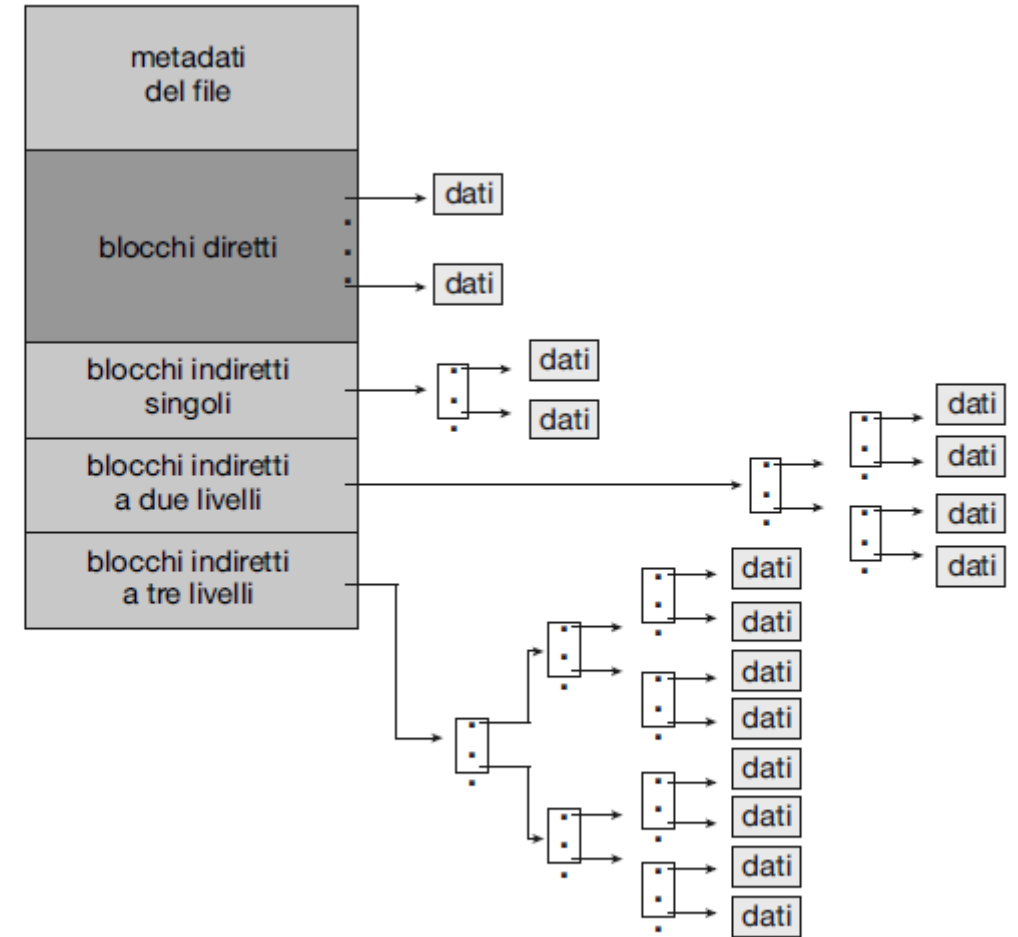 metadati
del file
blocchi diretti
dati
dati
blocchi indiretti
singoli
dati
dati
blocchi indiretti
a due livelli
dati
dati
dati
dati
blocchi indiretti
a tre livelli
dati
dati
dati
dati
dati
dati
dati
dati